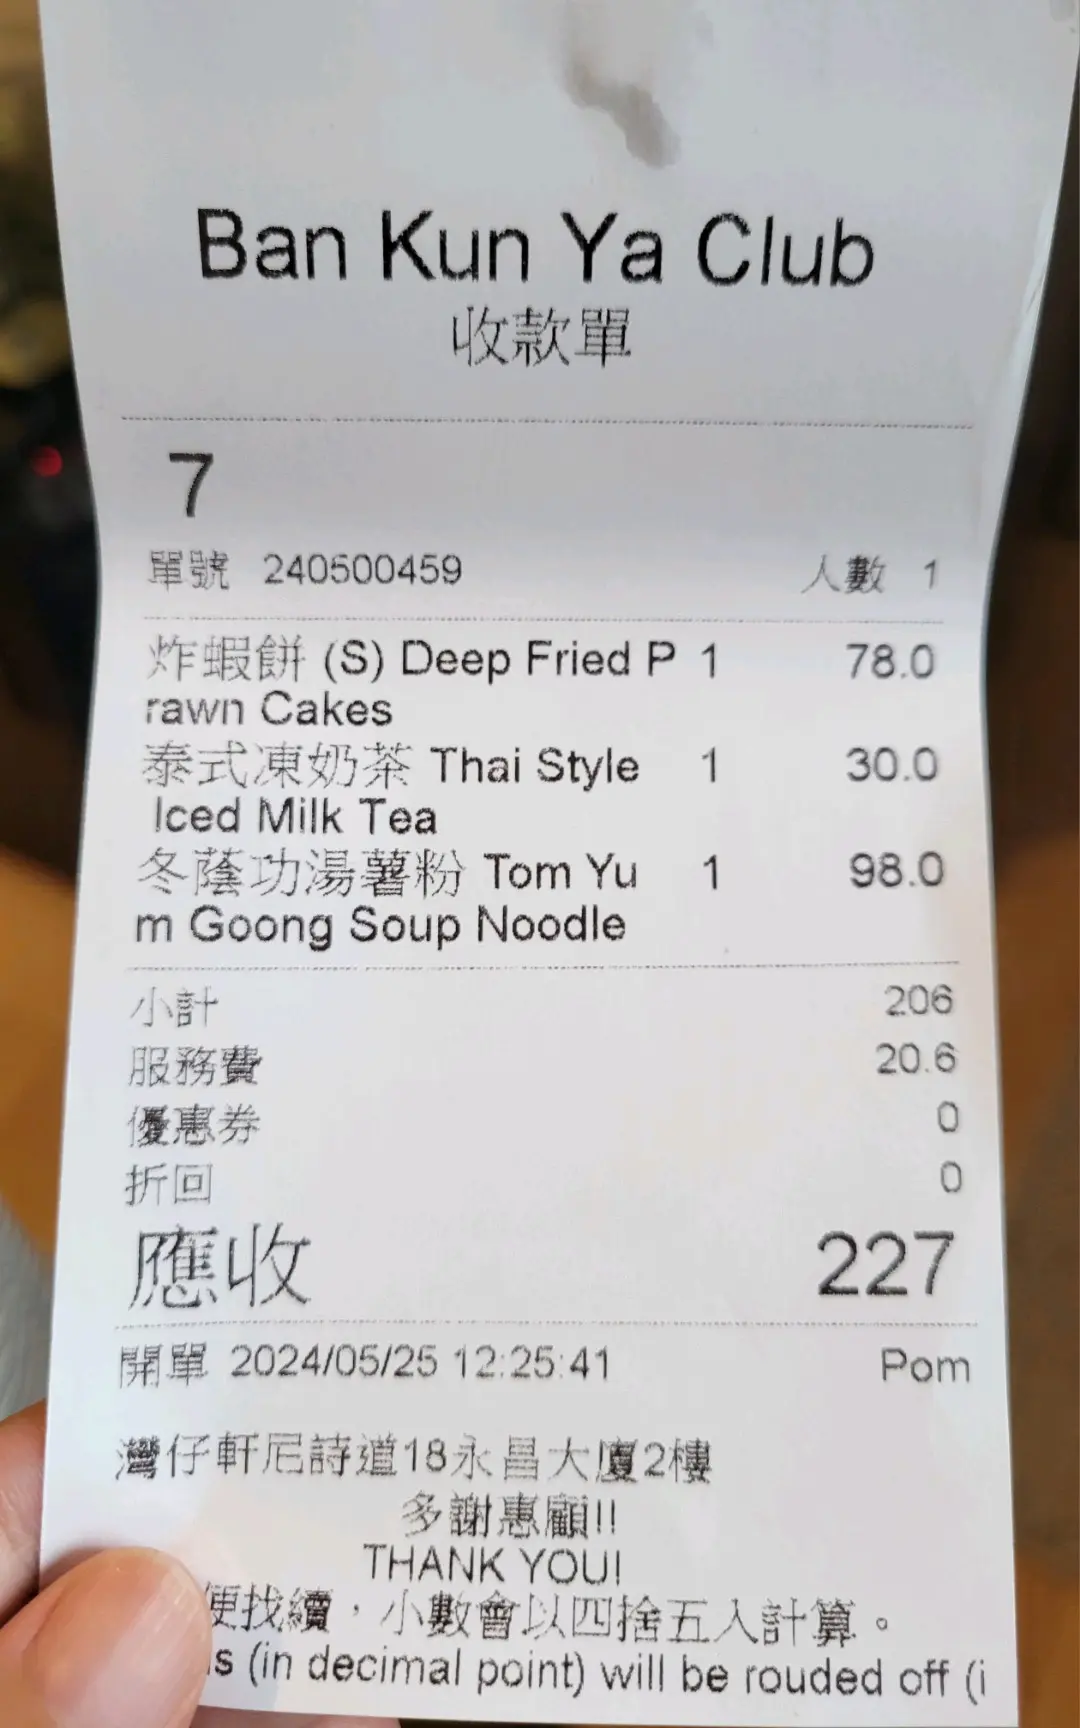 Ban Kun Ya Club
收款單
7
單號 240500459 人數 1
炸蝦餅 (S) Deep Fried P 1 78.0
rawn Cakes
泰式凍奶茶 Thai Style 1 30.0
Iced Milk Tea
冬蔭功湯薯粉 Tom Yu 1 98.0
m Goong Soup Noodle
小計 206
服務費 20.6
優惠券 0
折回 0
應收 227
開單 2024/05/25 12:25:41 Pom
灣仔軒尼詩道18永昌大廈2樓
多謝惠顧!!
THANK YOU!
便找續，小數會以四捨五入計算。
(in decimal point) will be rouded off (i